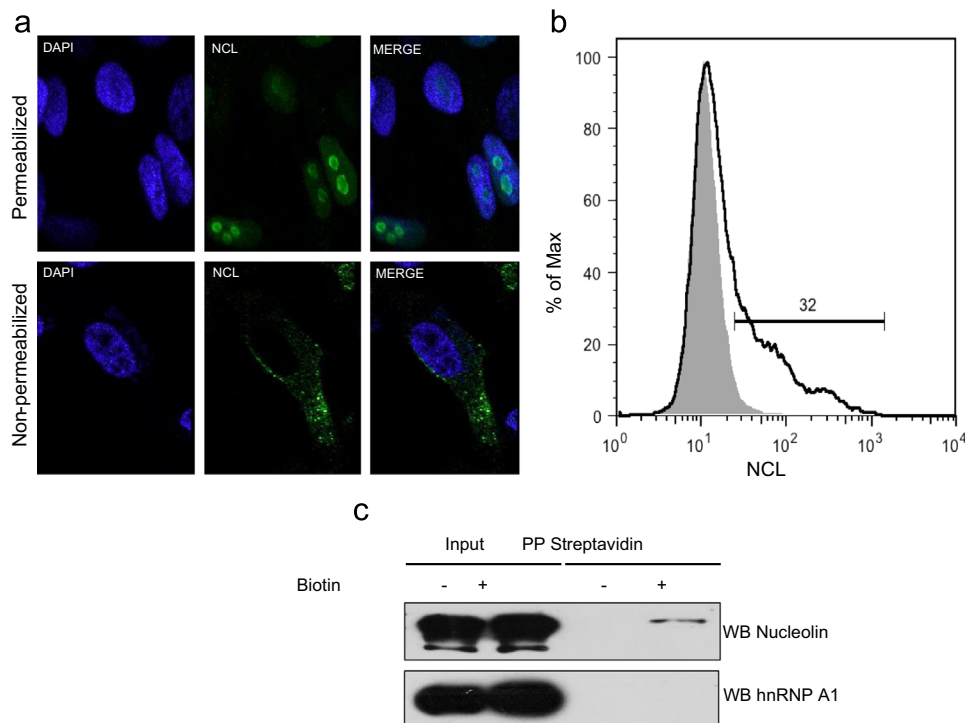 a
DAPI
NCL
MERGE
Permeabilized
DAPI
NCL
MERGE
Non-permeabilized
b
100
80
60
40
20
0
% of Max
32
10^0
10^1
10^2
10^3
10^4
NCL
c
Input PP Streptavidin
Biotin - + - +
WB Nucleolin
WB hnRNP A1